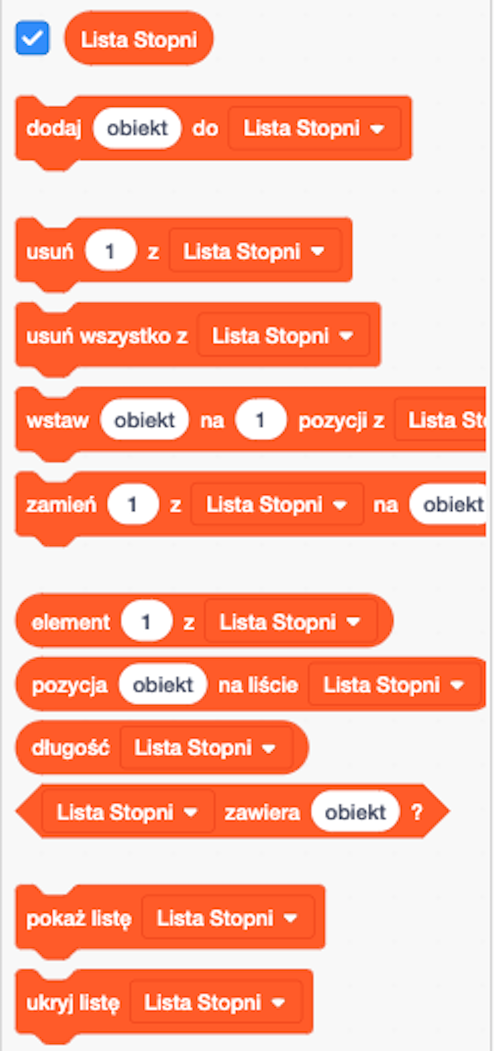 Lista Stopni
dodaj obiekt do Lista Stopni
usuń 1 z Lista Stopni
usuń wszystko z Lista Stopni
wstaw obiekt na 1 pozycji z Lista
zamień 1 z Lista Stopni na obiekt
element 1 z Lista Stopni
pozycja obiekt na liście Lista Stopni
długość Lista Stopni
Lista Stopni zawiera obiekt ?
pokaż listę Lista Stopni
ukryj listę Lista Stopni